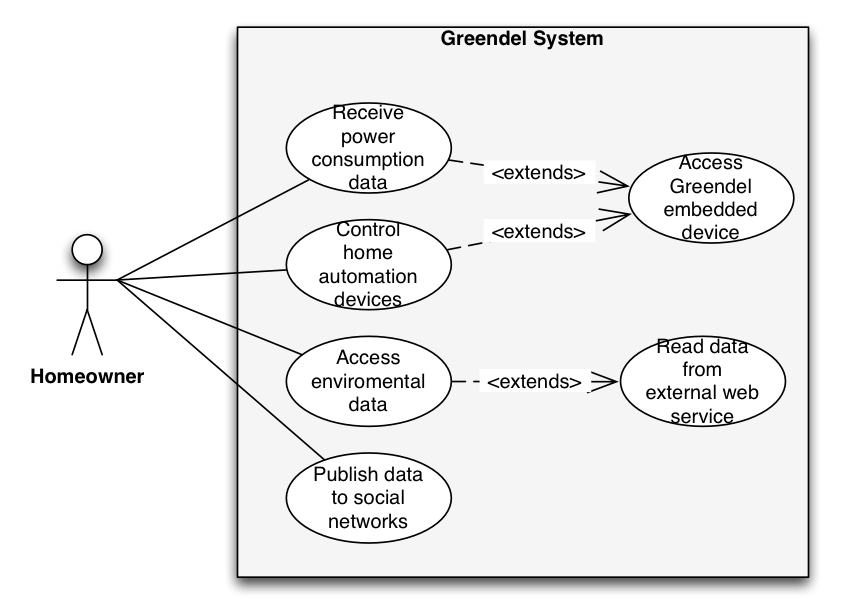 Greendel System
Receive
power
consumption
data
<extends>
Access
Greendel
embedded
device
Control
home
automation
devices
<extends>
Homeowner
Access
enviromental
data
<extends>
Read data
from
external web
service
Publish data
to social
networks